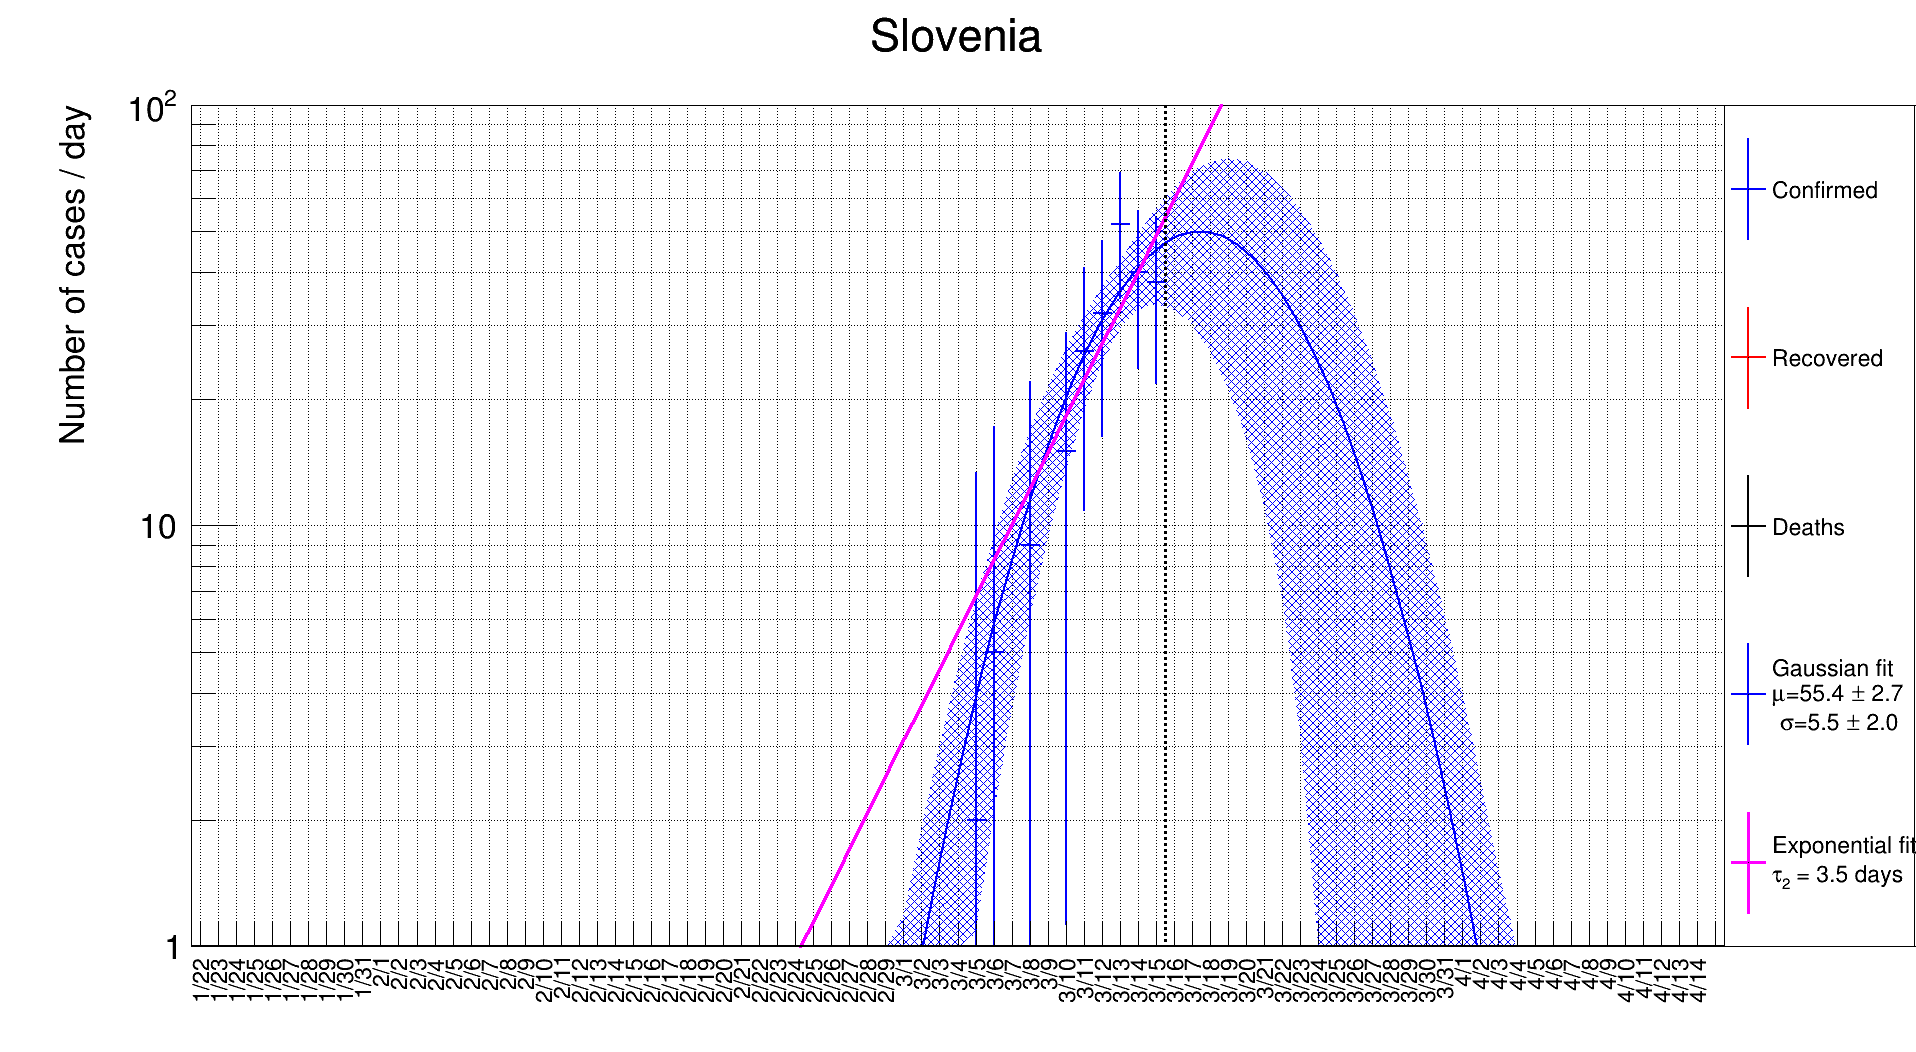 Slovenia
Number of cases / day
10²
10
1
1/22 1/23 1/24 1/25 1/26 1/27 1/28 1/29 1/30 1/31 2/1 2/2 2/3 2/4 2/5 2/6 2/7 2/8 2/9 2/10 2/11 2/12 2/13 2/14 2/15 2/16 2/17 2/18 2/19 2/20 2/21 2/22 2/23 2/24 2/25 2/26 2/27 2/28 2/29 3/1 3/2 3/3 3/4 3/5 3/6 3/7 3/8 3/9 3/10 3/11 3/12 3/13 3/14 3/15 3/16 3/17 3/18 3/19 3/20 3/21 3/22 3/23 3/24 3/25 3/26 3/27 3/28 3/29 3/30 3/31 4/1 4/2 4/3 4/4 4/5 4/6 4/7 4/8 4/9 4/10 4/11 4/12 4/13 4/14
Confirmed
Recovered
Deaths
Gaussian fit
μ=55.4 ± 2.7
σ=5.5 ± 2.0
Exponential fit
τ₂ = 3.5 days